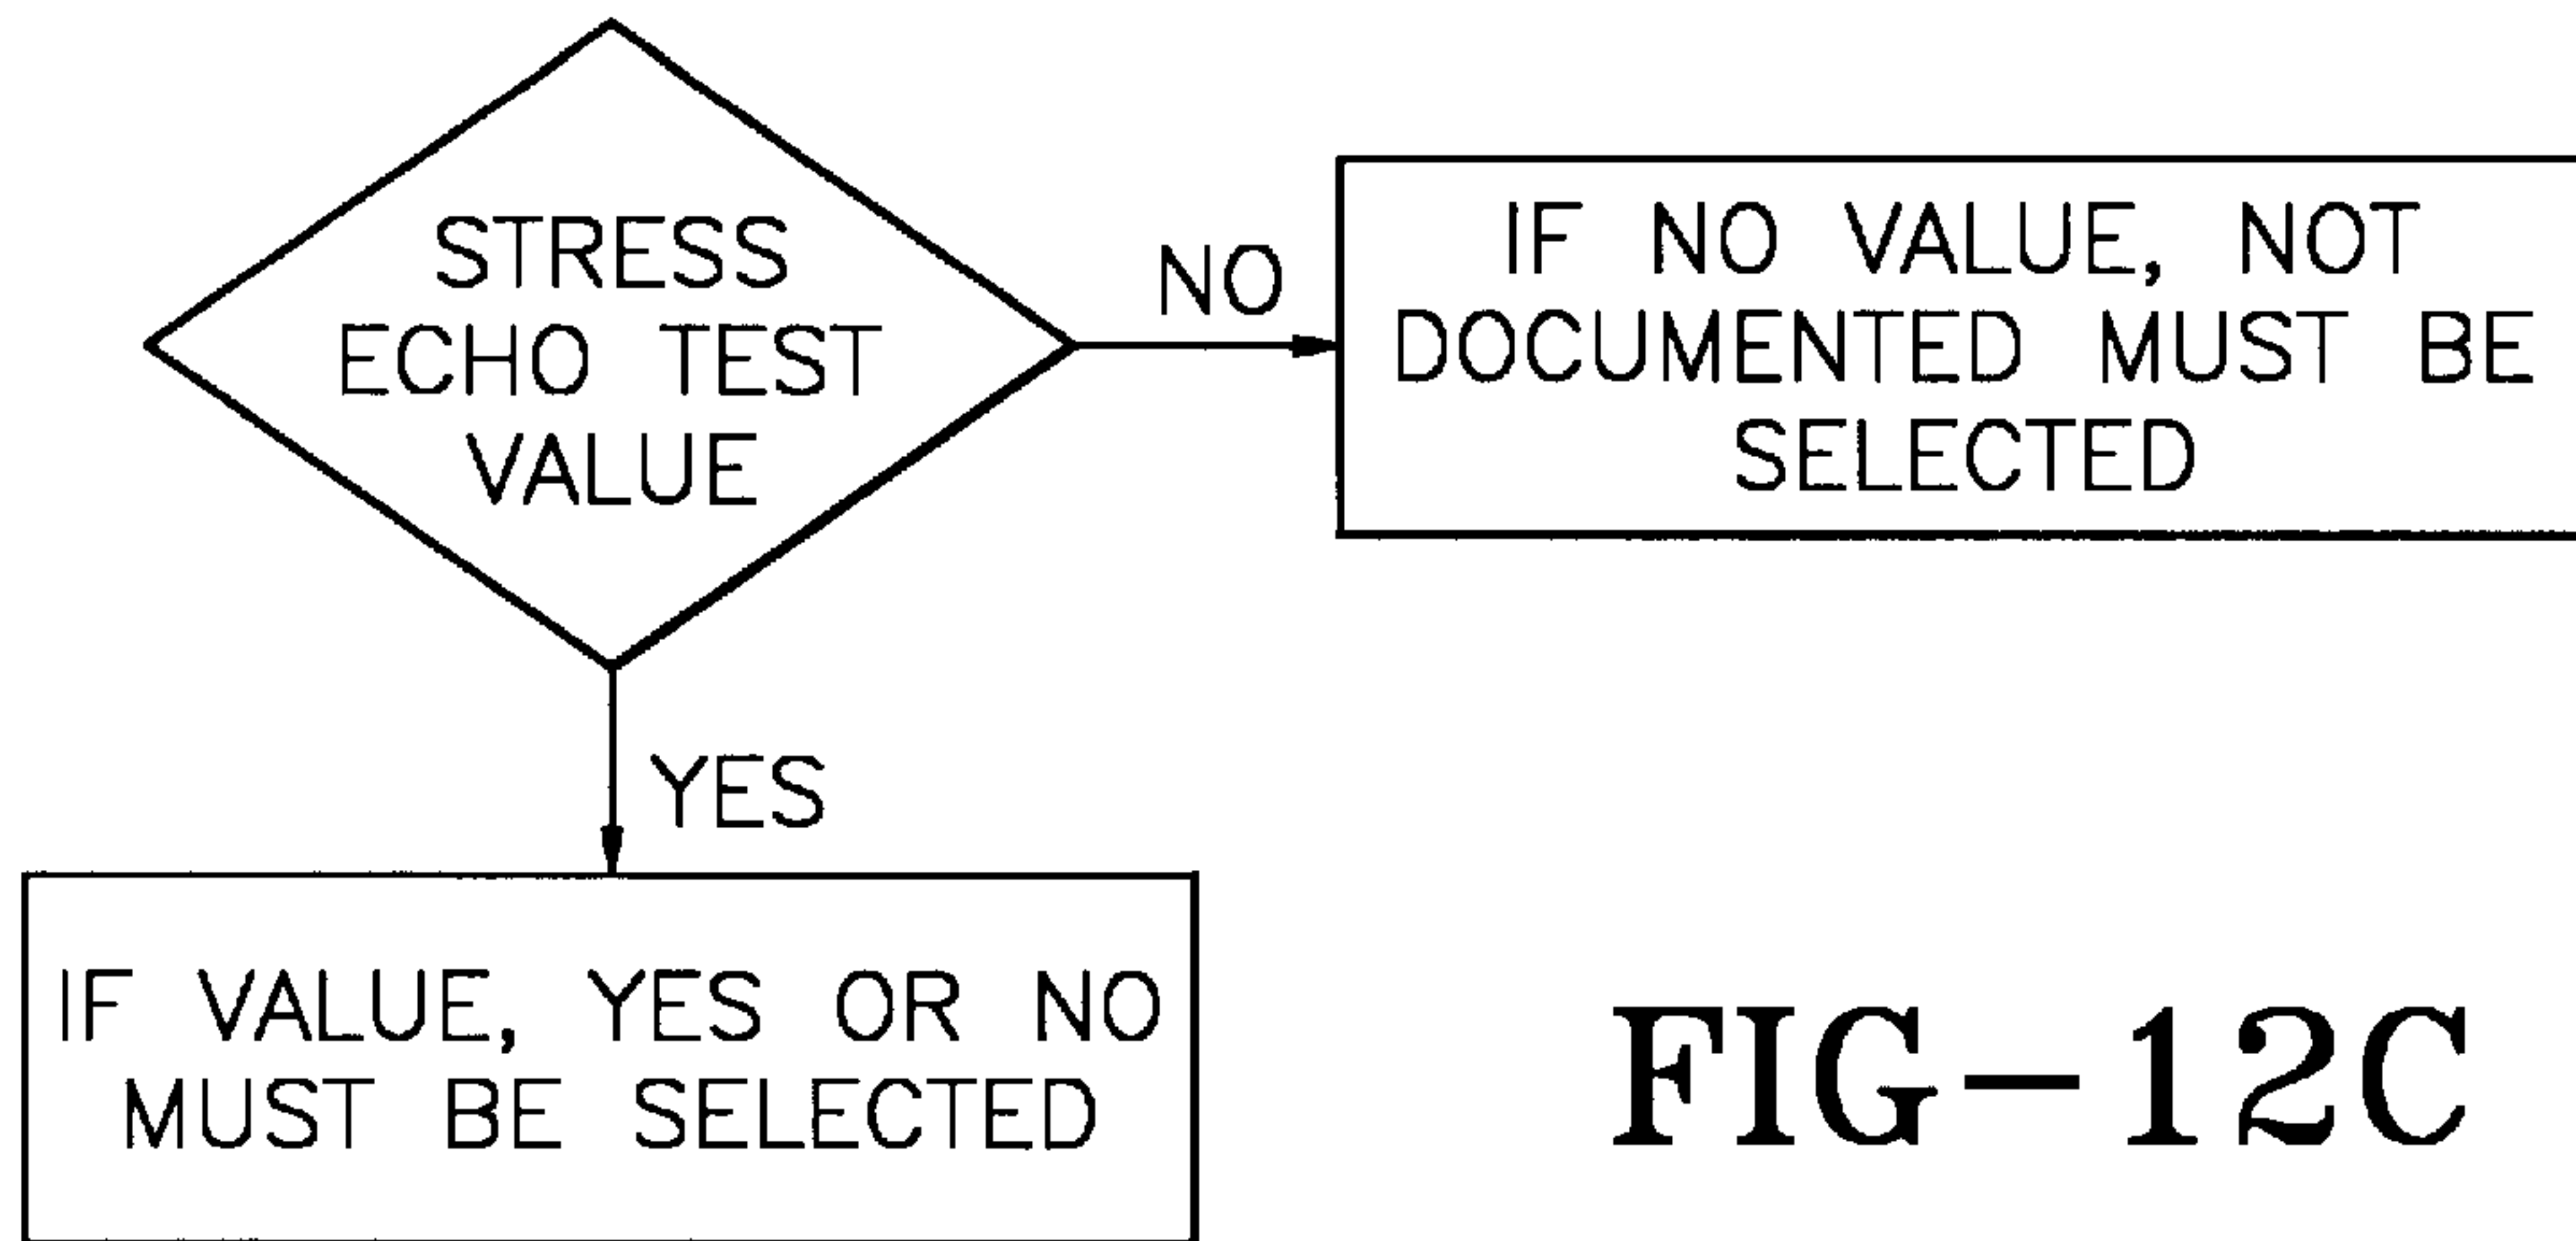 STRESS
ECHO TEST
VALUE
NO
IF NO VALUE, NOT
DOCUMENTED MUST BE
SELECTED
YES
IF VALUE, YES OR NO
MUST BE SELECTED
FIG-12C